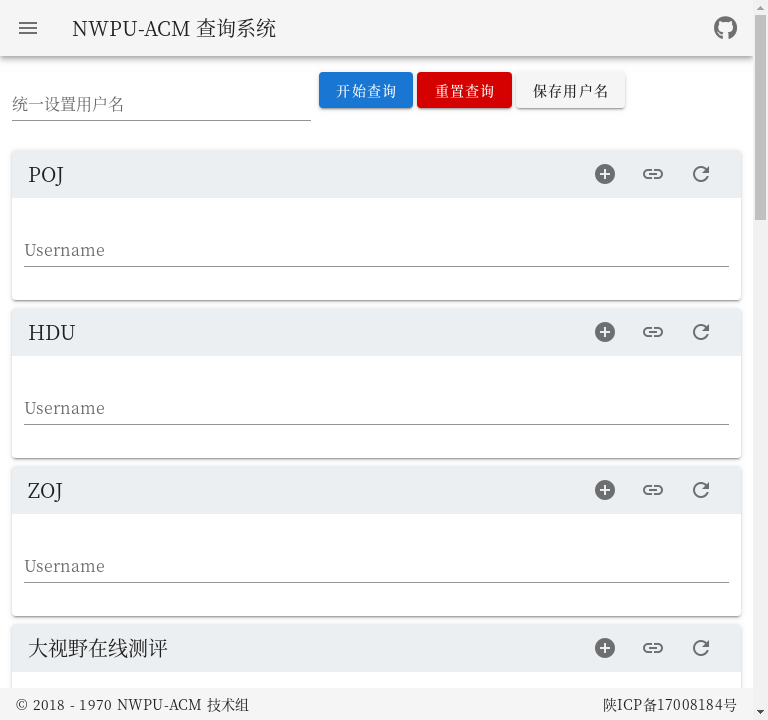 NWPU-ACM 查询系统
统一设置用户名
开始查询
重置查询
保存用户名
POJ
Username
HDU
Username
ZOJ
Username
大视野在线测评
© 2018 - 1970 NWPU-ACM 技术组
陕ICP备17008184号